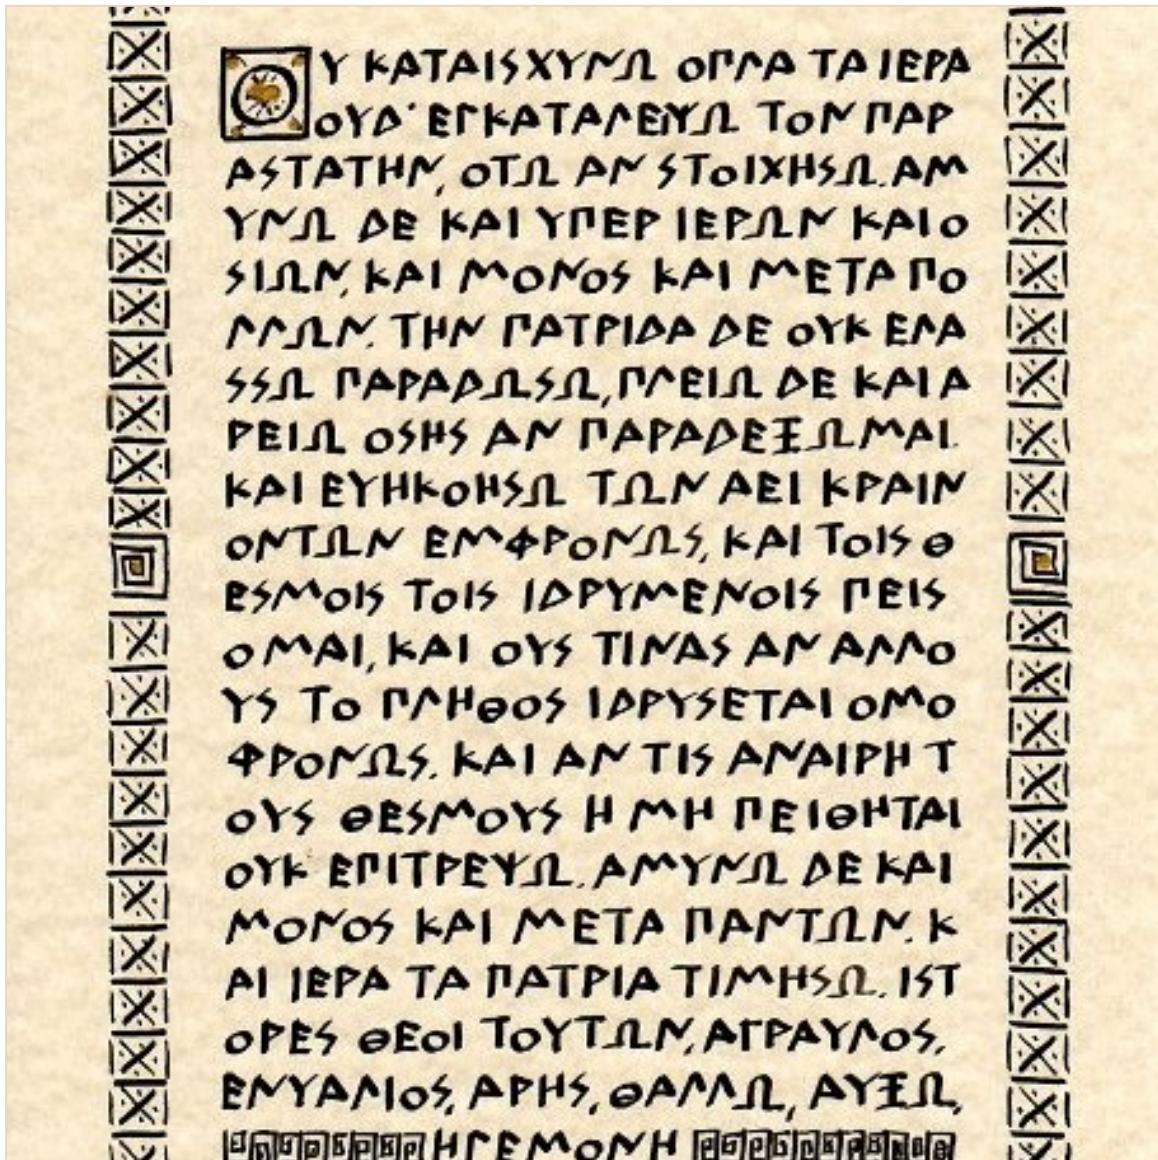 ΟΥ ΚΑΤΑΙΣΧΥΝΩ ΟΠΛΑ ΤΑ ΙΕΡΑ
ΟΥΔ' ΕΓΚΑΤΑΛΕΙΨΩ ΤΟΝ ΠΑΡ
ΑΣΤΑΤΗΝ, ΟΤΩ ΑΝ ΣΤΟΙΧΗΣΩ. ΑΜ
ΥΝΩ ΔΕ ΚΑΙ ΥΠΕΡ ΙΕΡΩΝ ΚΑΙ Ο
ΣΙΩΝ, ΚΑΙ ΜΟΝΟΣ ΚΑΙ ΜΕΤΑ ΠΟ
ΛΛΩΝ. ΤΗΝ ΠΑΤΡΙΔΑ ΔΕ ΟΥΚ ΕΛΑ
ΣΣΩ ΠΑΡΑΔΩΣΩ, ΠΛΕΙΩ ΔΕ ΚΑΙ Α
ΡΕΙΩ ΟΣΗΣ ΑΝ ΠΑΡΑΔΕΞΩΜΑΙ.
ΚΑΙ ΕΥΗΚΟΗΣΩ ΤΩΝ ΑΕΙ ΚΡΑΙΝ
ΟΝΤΩΝ ΕΜΦΡΟΝΩΣ, ΚΑΙ ΤΟΙΣ Θ
ΕΣΜΟΙΣ ΤΟΙΣ ΙΔΡΥΜΕΝΟΙΣ ΠΕΙΣ
ΟΜΑΙ, ΚΑΙ ΟΥΣ ΤΙΝΑΣ ΑΝ ΑΛΛΟ
ΥΣ ΤΟ ΠΛΗΘΟΣ ΙΔΡΥΣΕΤΑΙ ΟΜΟ
ΦΡΟΝΩΣ. ΚΑΙ ΑΝ ΤΙΣ ΑΝΑΙΡΗ Τ
ΟΥΣ ΘΕΣΜΟΥΣ Η ΜΗ ΠΕΙΘΗΤΑΙ
ΟΥΚ ΕΠΙΤΡΕΨΩ. ΑΜΥΝΩ ΔΕ ΚΑΙ
ΜΟΝΟΣ ΚΑΙ ΜΕΤΑ ΠΑΝΤΩΝ. Κ
ΑΙ ΙΕΡΑ ΤΑ ΠΑΤΡΙΑ ΤΙΜΗΣΩ. ΙΣΤ
ΟΡΕΣ ΘΕΟΙ ΤΟΥΤΩΝ, ΑΓΡΑΥΛΟΣ,
ΕΝΥΑΛΙΟΣ, ΑΡΗΣ, ΘΑΛΛΩ, ΑΥΞΩ,
ΗΓΕΜΟΝΗ